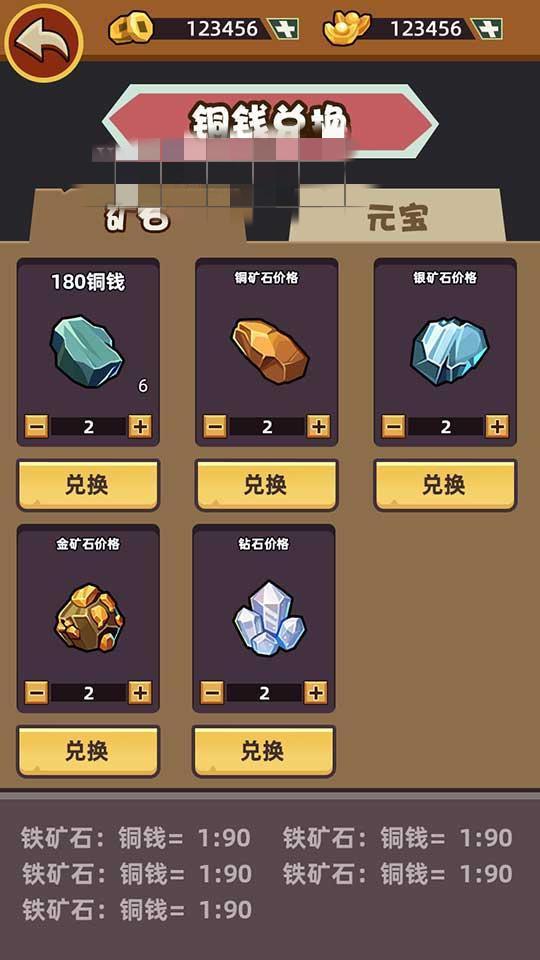 123456 123456
铜钱兑换
矿石 元宝
180铜钱 铜矿石价格 银矿石价格
6
2 2 2
兑换 兑换 兑换
金矿石价格 钻石价格
2 2
兑换 兑换
铁矿石：铜钱= 1:90 铁矿石：铜钱= 1:90
铁矿石：铜钱= 1:90 铁矿石：铜钱= 1:90
铁矿石：铜钱= 1:90